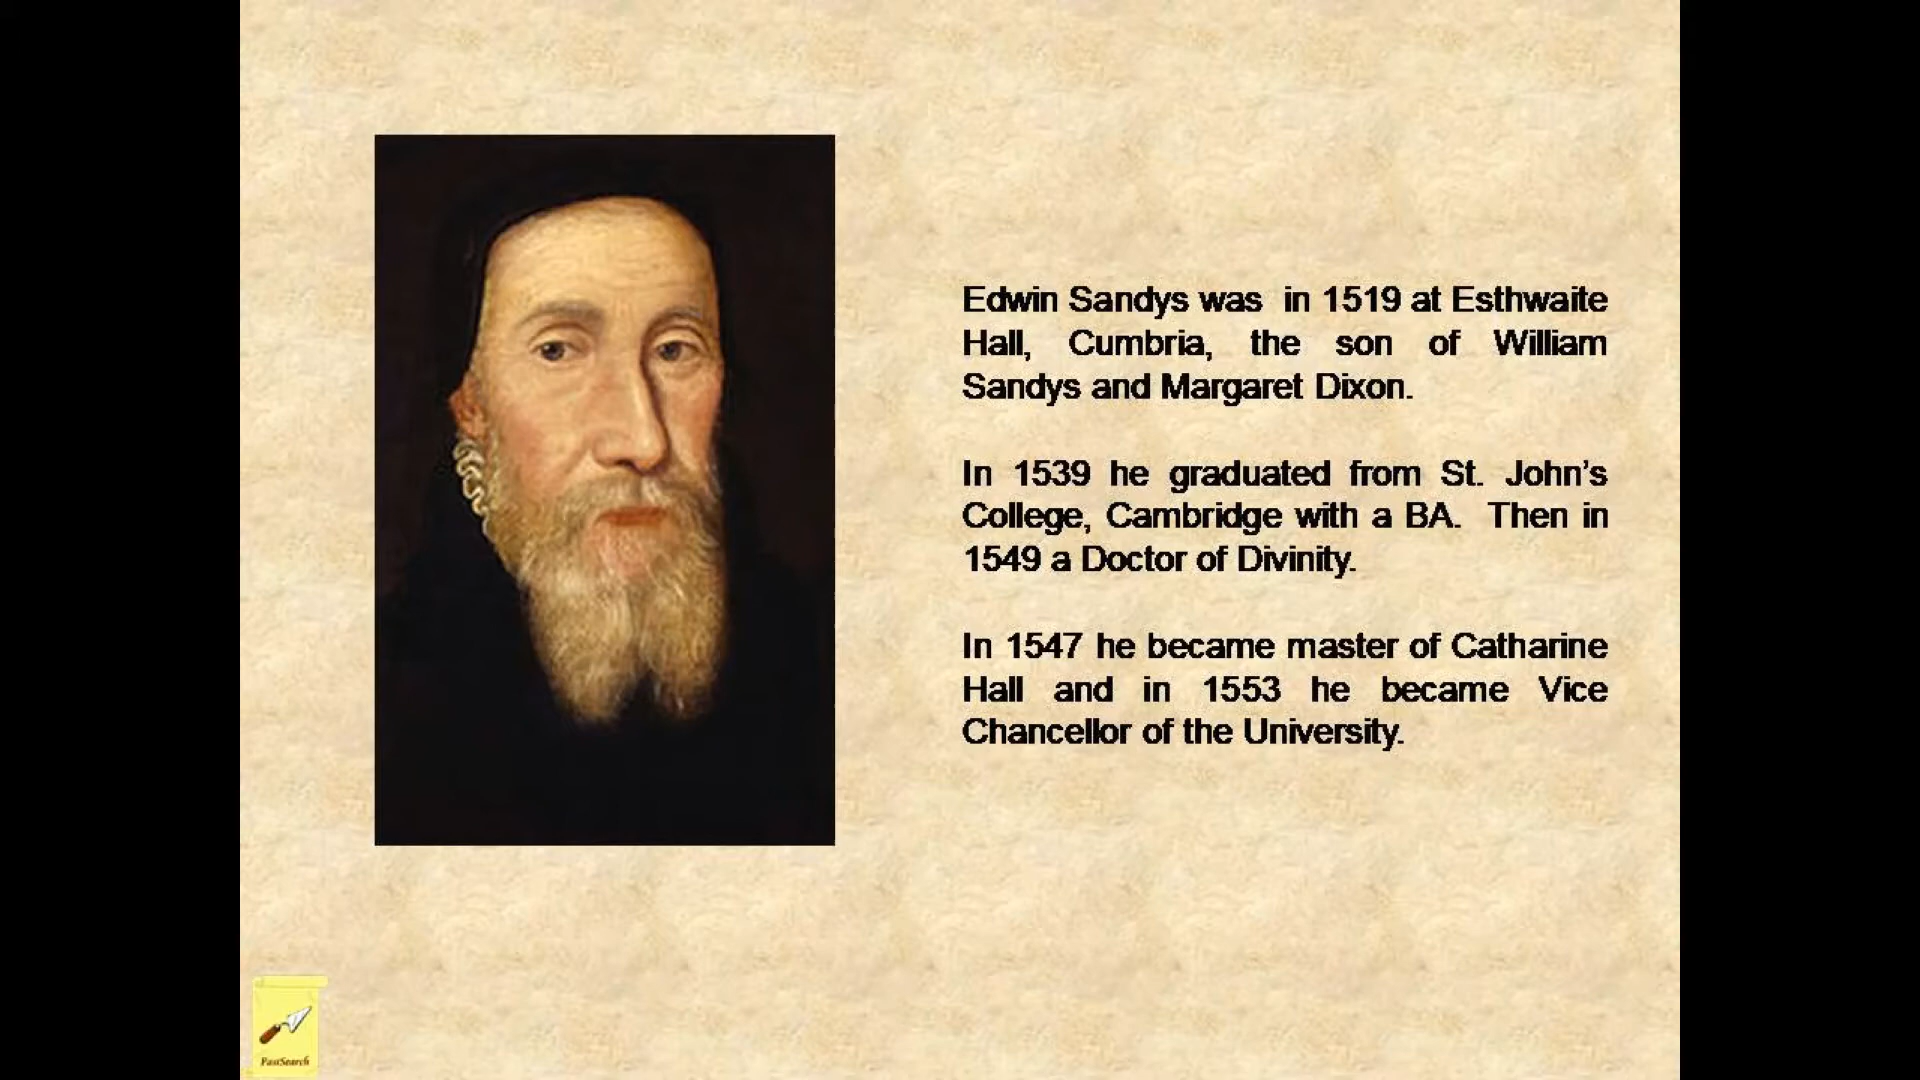 Edwin Sandys was  in 1519 at Esthwaite
Hall, Cumbria, the son of William
Sandys and Margaret Dixon.
In 1539 he graduated from St. John’s
College, Cambridge with a BA.  Then in
1549 a Doctor of Divinity.
In 1547 he became master of Catharine
Hall and in 1553 he became Vice
Chancellor of the University.
PastSearch